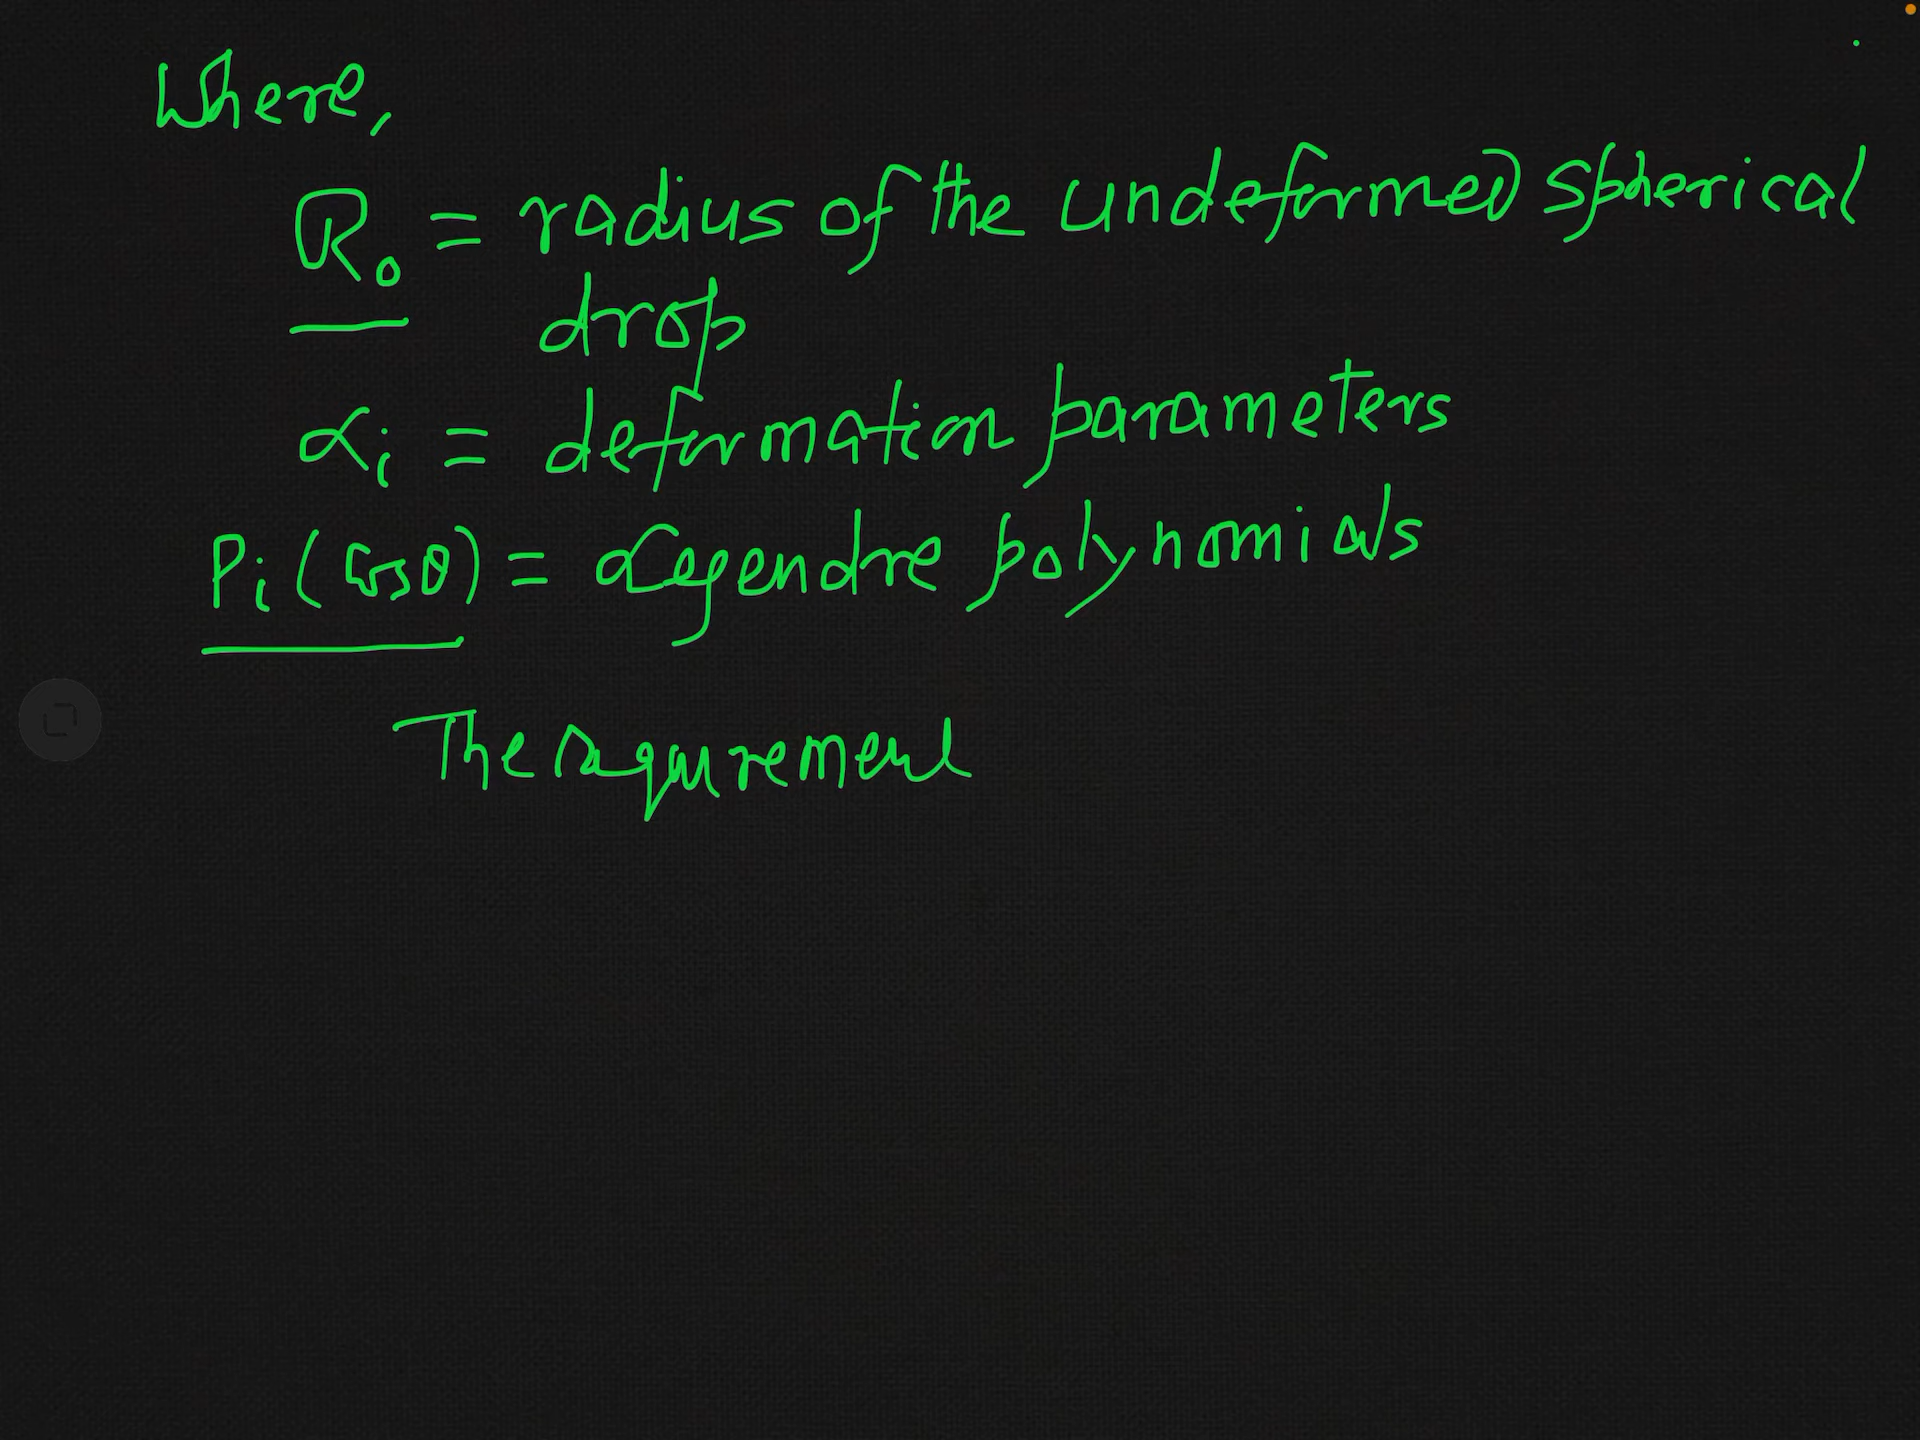 Where,
R₀ = radius of the undeformed spherical
drop
αᵢ = deformation parameters
Pᵢ(cosθ) = Legendre polynomials
The requirement